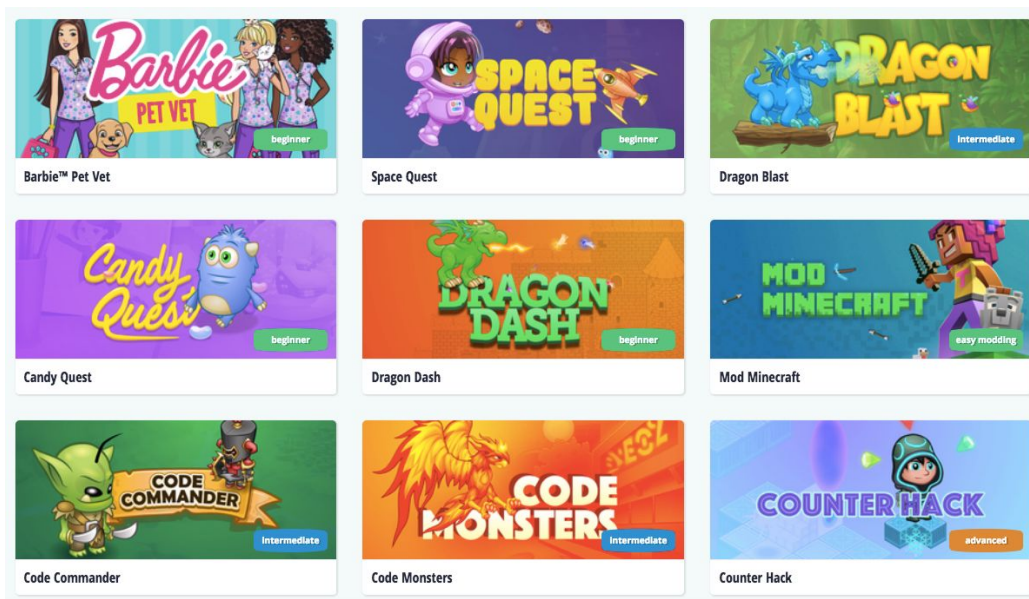 Barbie
PET VET
beginner
Barbie™ Pet Vet
SPACE
QUEST
beginner
Space Quest
DRAGON
BLAST
intermediate
Dragon Blast
Candy
Quest
beginner
Candy Quest
DRAGON
DASH
beginner
Dragon Dash
MOD
MINECRAFT
easy modding
Mod Minecraft
CODE
COMMANDER
intermediate
Code Commander
CODE
MONSTERS
intermediate
Code Monsters
COUNTER HACK
advanced
Counter Hack